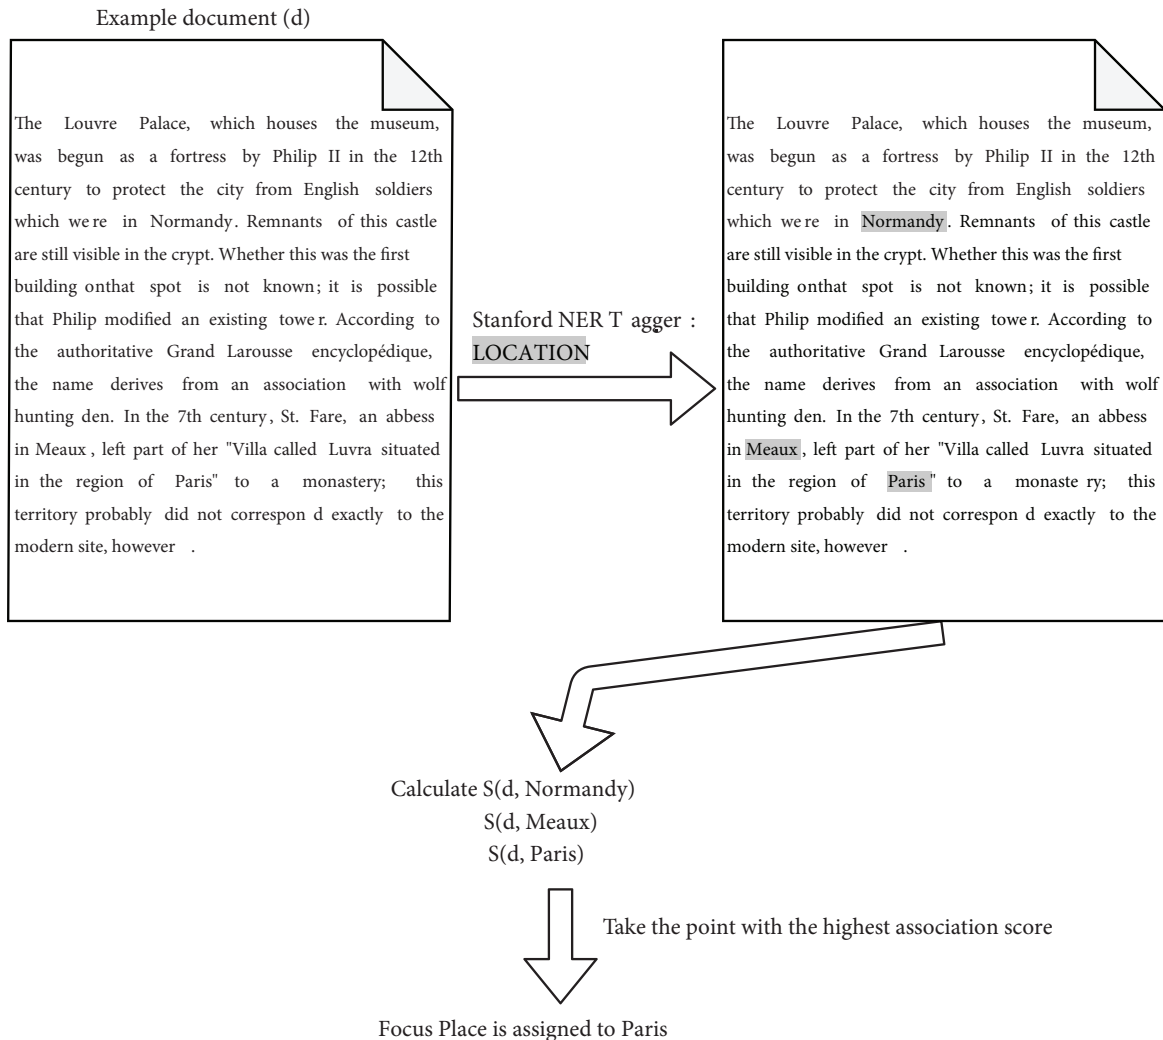 Example document (d)
The Louvre Palace, which houses the museum,
was begun as a fortress by Philip II in the 12th
century to protect the city from English soldiers
which were in Normandy. Remnants of this castle
are still visible in the crypt. Whether this was the first
building onthat spot is not known; it is possible
that Philip modified an existing tower. According to
the authoritative Grand Larousse encyclopédique,
the name derives from an association with wolf
hunting den. In the 7th century, St. Fare, an abbess
in Meaux, left part of her "Villa called Luvra situated
in the region of Paris" to a monastery; this
territory probably did not correspon d exactly to the
modern site, however .
Stanford NER T agger :
LOCATION
The Louvre Palace, which houses the museum,
was begun as a fortress by Philip II in the 12th
century to protect the city from English soldiers
which were in Normandy. Remnants of this castle
are still visible in the crypt. Whether this was the first
building onthat spot is not known; it is possible
that Philip modified an existing tower. According to
the authoritative Grand Larousse encyclopédique,
the name derives from an association with wolf
hunting den. In the 7th century, St. Fare, an abbess
in Meaux, left part of her "Villa called Luvra situated
in the region of Paris" to a monaste ry; this
territory probably did not correspon d exactly to the
modern site, however .
Calculate S(d, Normandy)
S(d, Meaux)
S(d, Paris)
Take the point with the highest association score
Focus Place is assigned to Paris